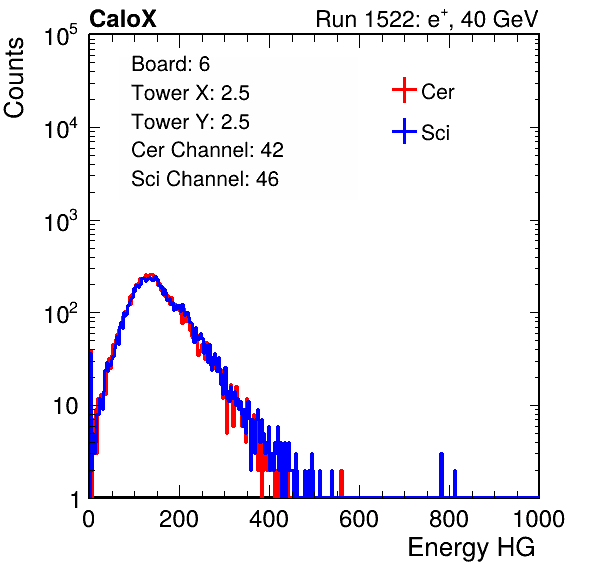 CaloX Run 1522: e⁺, 40 GeV
Counts
Board: 6
Tower X: 2.5
Tower Y: 2.5
Cer Channel: 42
Sci Channel: 46
Cer
Sci
10⁵
10⁴
10³
10²
10
1
0 200 400 600 800 1000
Energy HG